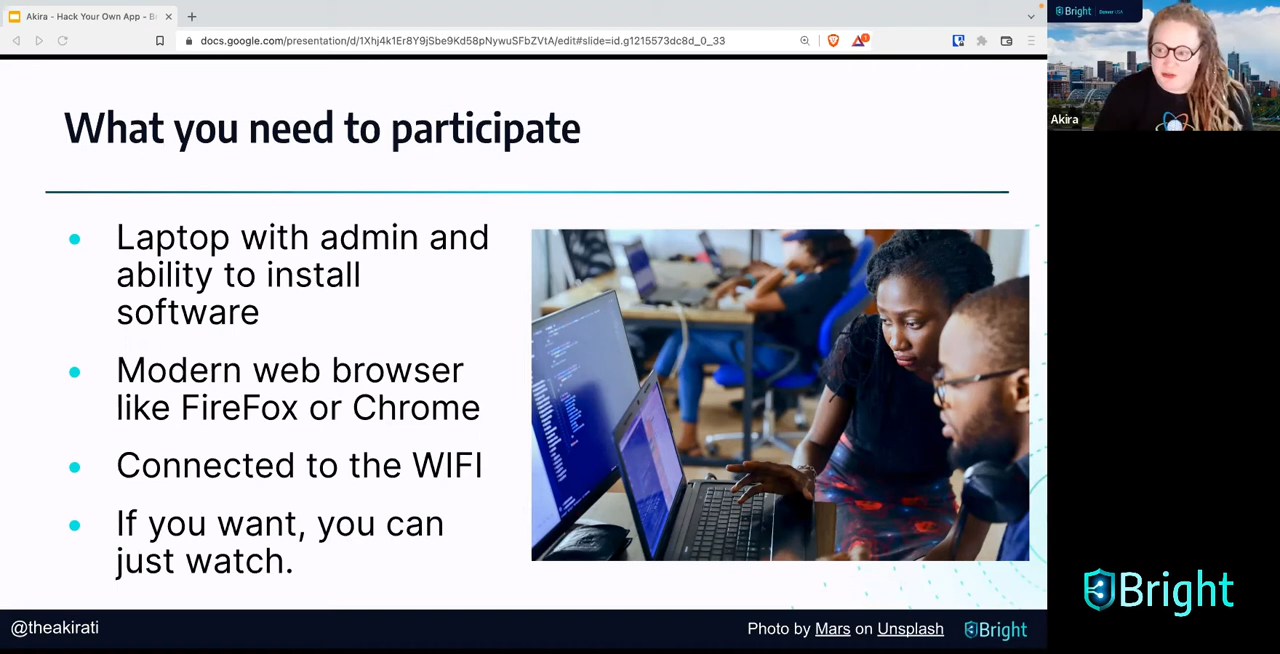 Akira - Hack Your Own App - Br
docs.google.com/presentation/d/1Xhj4k1Er8Y9jSbe9Kd58pNywuSFbZVtA/edit#slide=id.g1215573dc8d_0_33
Bright
Akira
What you need to participate
Laptop with admin and
ability to install
software
Modern web browser
like FireFox or Chrome
Connected to the WIFI
If you want, you can
just watch.
@theakirati
Photo by Mars on Unsplash
Bright
Bright